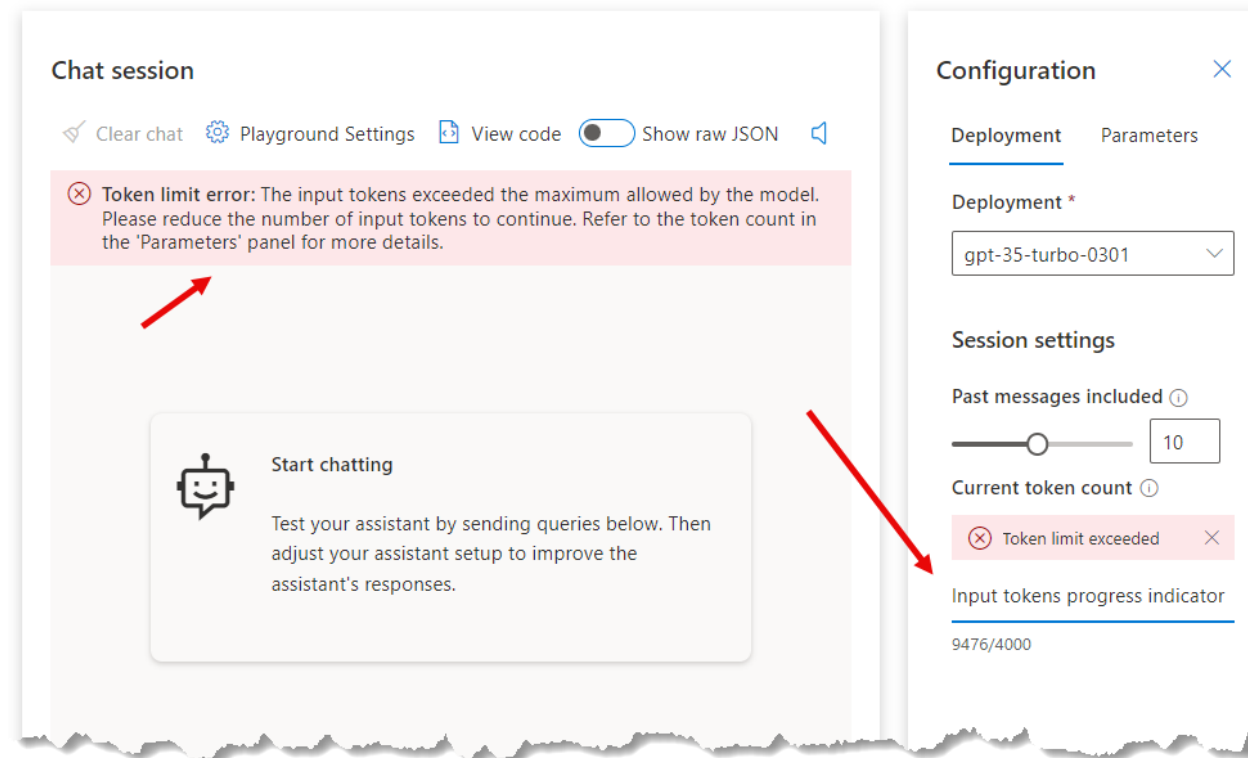 Chat session
Clear chat Playground Settings View code Show raw JSON
Token limit error: The input tokens exceeded the maximum allowed by the model.
Please reduce the number of input tokens to continue. Refer to the token count in
the 'Parameters' panel for more details.
Start chatting
Test your assistant by sending queries below. Then
adjust your assistant setup to improve the
assistant's responses.
Configuration
Deployment Parameters
Deployment *
gpt-35-turbo-0301
Session settings
Past messages included
10
Current token count
Token limit exceeded
Input tokens progress indicator
9476/4000